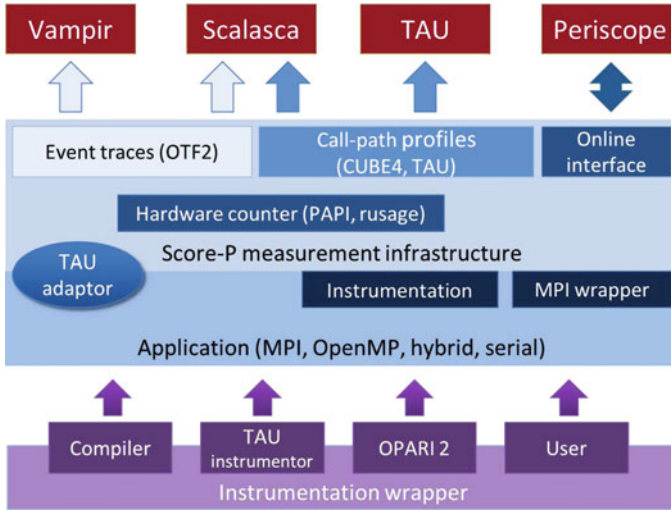 Vampir
Scalasca
TAU
Periscope
Event traces (OTF2)
Call-path profiles
(CUBE4, TAU)
Online
interface
Hardware counter (PAPI, rusage)
Score-P measurement infrastructure
TAU
adaptor
Instrumentation
MPI wrapper
Application (MPI, OpenMP, hybrid, serial)
Compiler
TAU
instrumentor
OPARI 2
User
Instrumentation wrapper